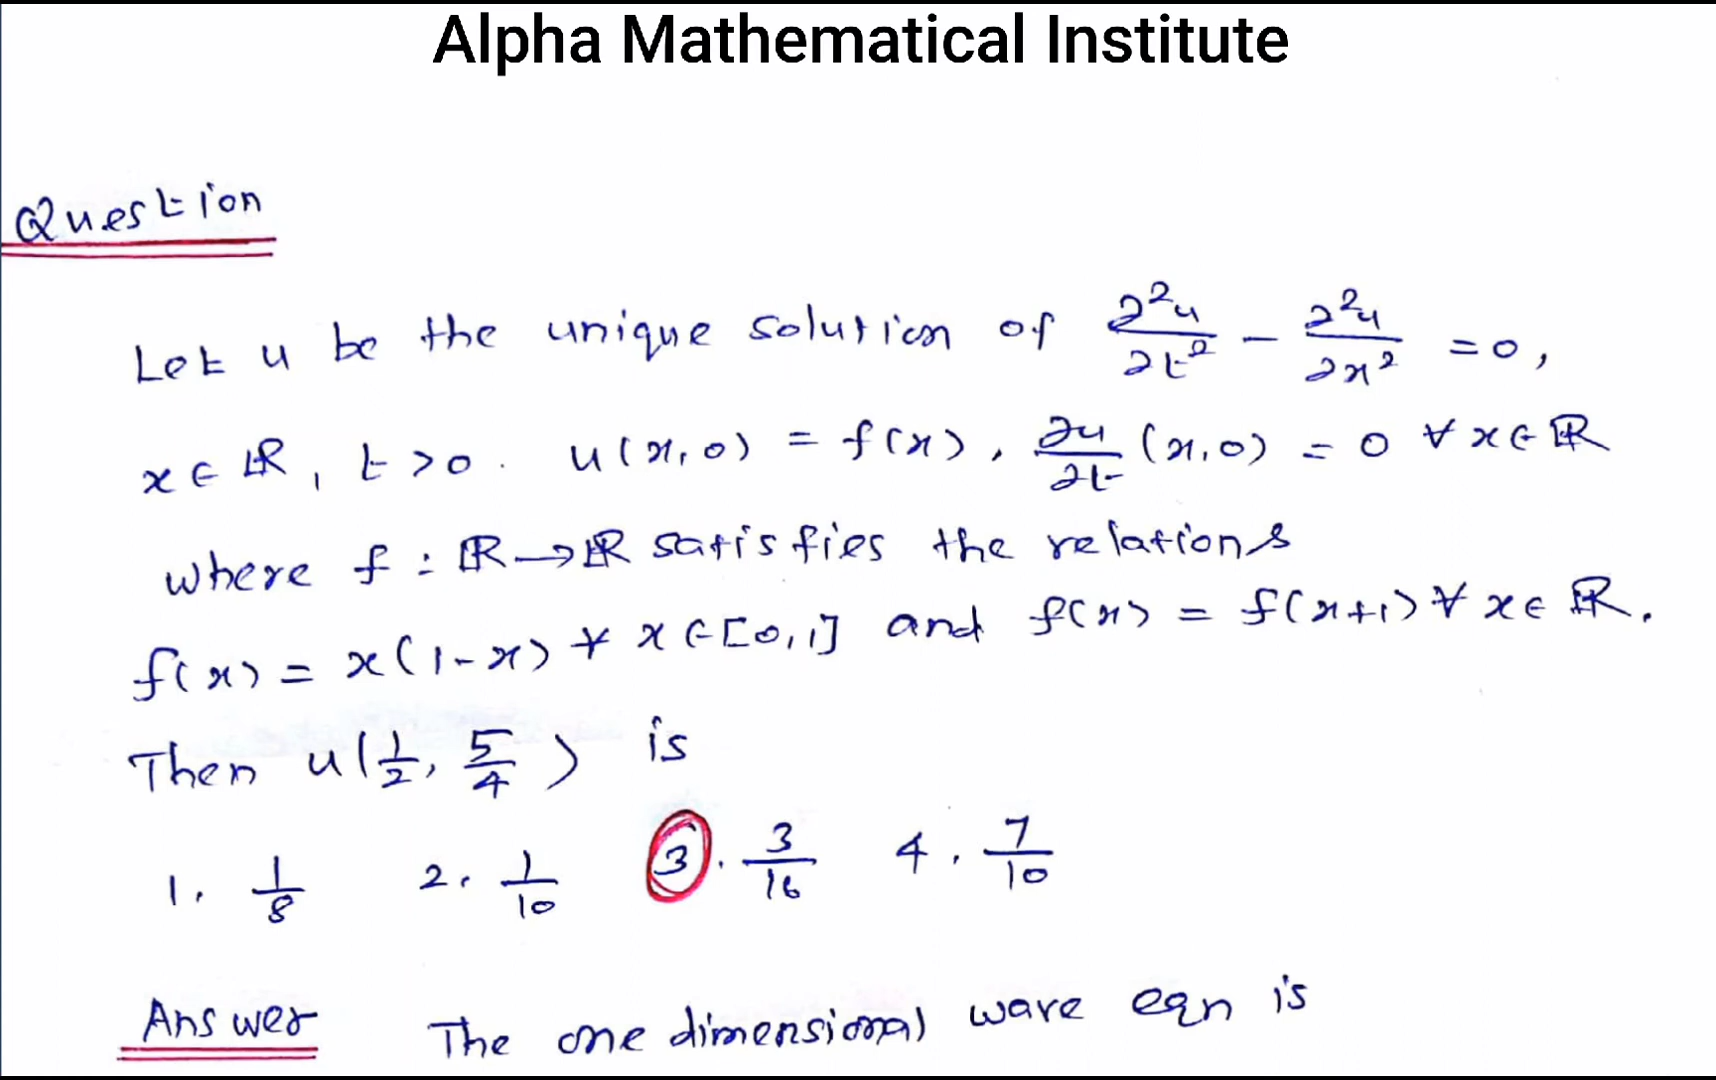 Alpha Mathematical Institute
Question
Let u be the unique solution of ∂²u/∂t² - ∂²u/∂x² = 0,
x ∈ ℝ, t > 0. u(x,0) = f(x), ∂u/∂t (x,0) = 0 ∀ x ∈ ℝ
where f : ℝ → ℝ satisfies the relations
f(x) = x(1-x) ∀ x ∈ [0,1] and f(x) = f(x+1) ∀ x ∈ ℝ.
Then u(1/2, 5/4) is
1. 1/8 2. 1/10 3. 3/16 4. 7/10
Answer The one dimensional wave eqn is